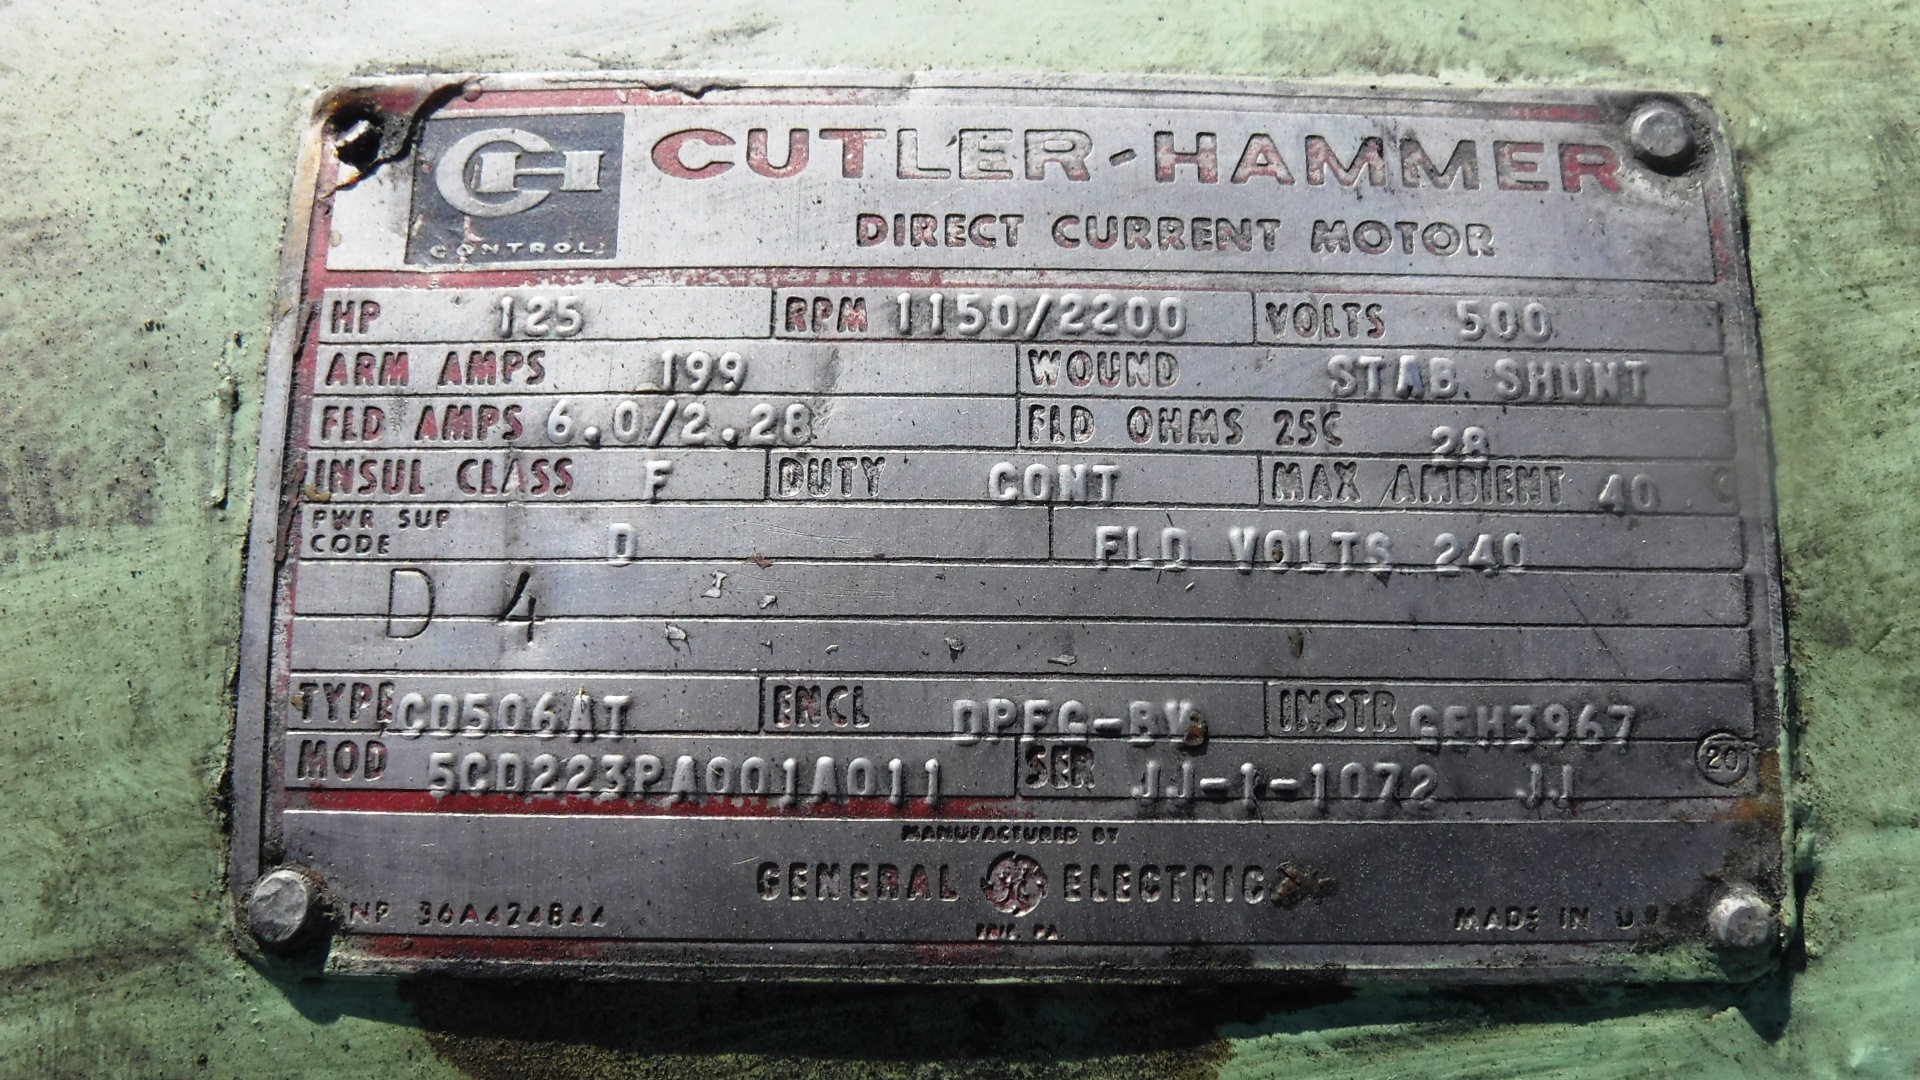 CH CUTLER-HAMMER
CONTROL
DIRECT CURRENT MOTOR
HP 125 RPM 1150/2200 VOLTS 500
ARM AMPS 199 WOUND STAB. SHUNT
FLD AMPS 6.0/2.28 FLD OHMS 25C 28
INSUL CLASS F DUTY CONT MAX AMBIENT 40 C
PWR SUP CODE D FLD VOLTS 240
D 4
TYPE CD506AT ENCL DPFG-BV INSTR GEH3967
MOD 5CD223PA001A011 SER JJ-1-1072 JJ
20
MANUFACTURED BY
GENERAL GE ELECTRIC
NP 36A424844 MADE IN